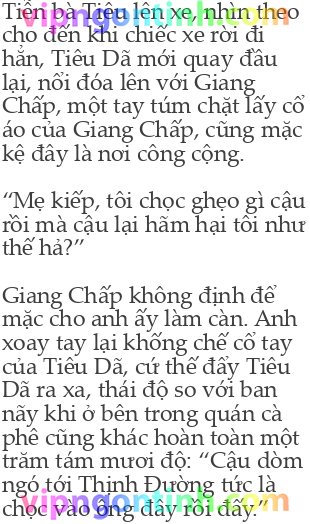 Tiễn bà Tiêu lên xe, nhìn theo
cho đến khi chiếc xe rời đi
hẳn, Tiêu Dã mới quay đầu
lại, nổi đóa lên với Giang
Chấp, một tay túm chặt lấy cổ
áo của Giang Chấp, cũng mặc
kệ đây là nơi công cộng.
“Mẹ kiếp, tôi chọc ghẹo gì cậu
rồi mà cậu lại hãm hại tôi như
thế hả?”
Giang Chấp không định để
mặc cho anh ấy làm càn. Anh
xoay tay lại khống chế cổ tay
của Tiêu Dã, cứ thế đẩy Tiêu
Dã ra xa, thái độ so với ban
nãy khi ở bên trong quán cà
phê cũng khác hoàn toàn một
trăm tám mươi độ: “Cậu dòm
ngó tới Thịnh Đường tức là
chọc vào ông đây rồi đấy.”
vipngontinh.com
vipngontinh.com